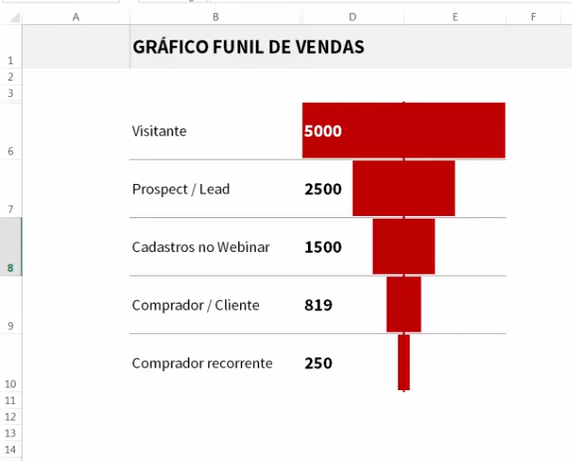 A B D E F
1 GRÁFICO FUNIL DE VENDAS
2
3
6 Visitante 5000
7 Prospect / Lead 2500
8 Cadastros no Webinar 1500
9 Comprador / Cliente 819
10 Comprador recorrente 250
11
12
13
14